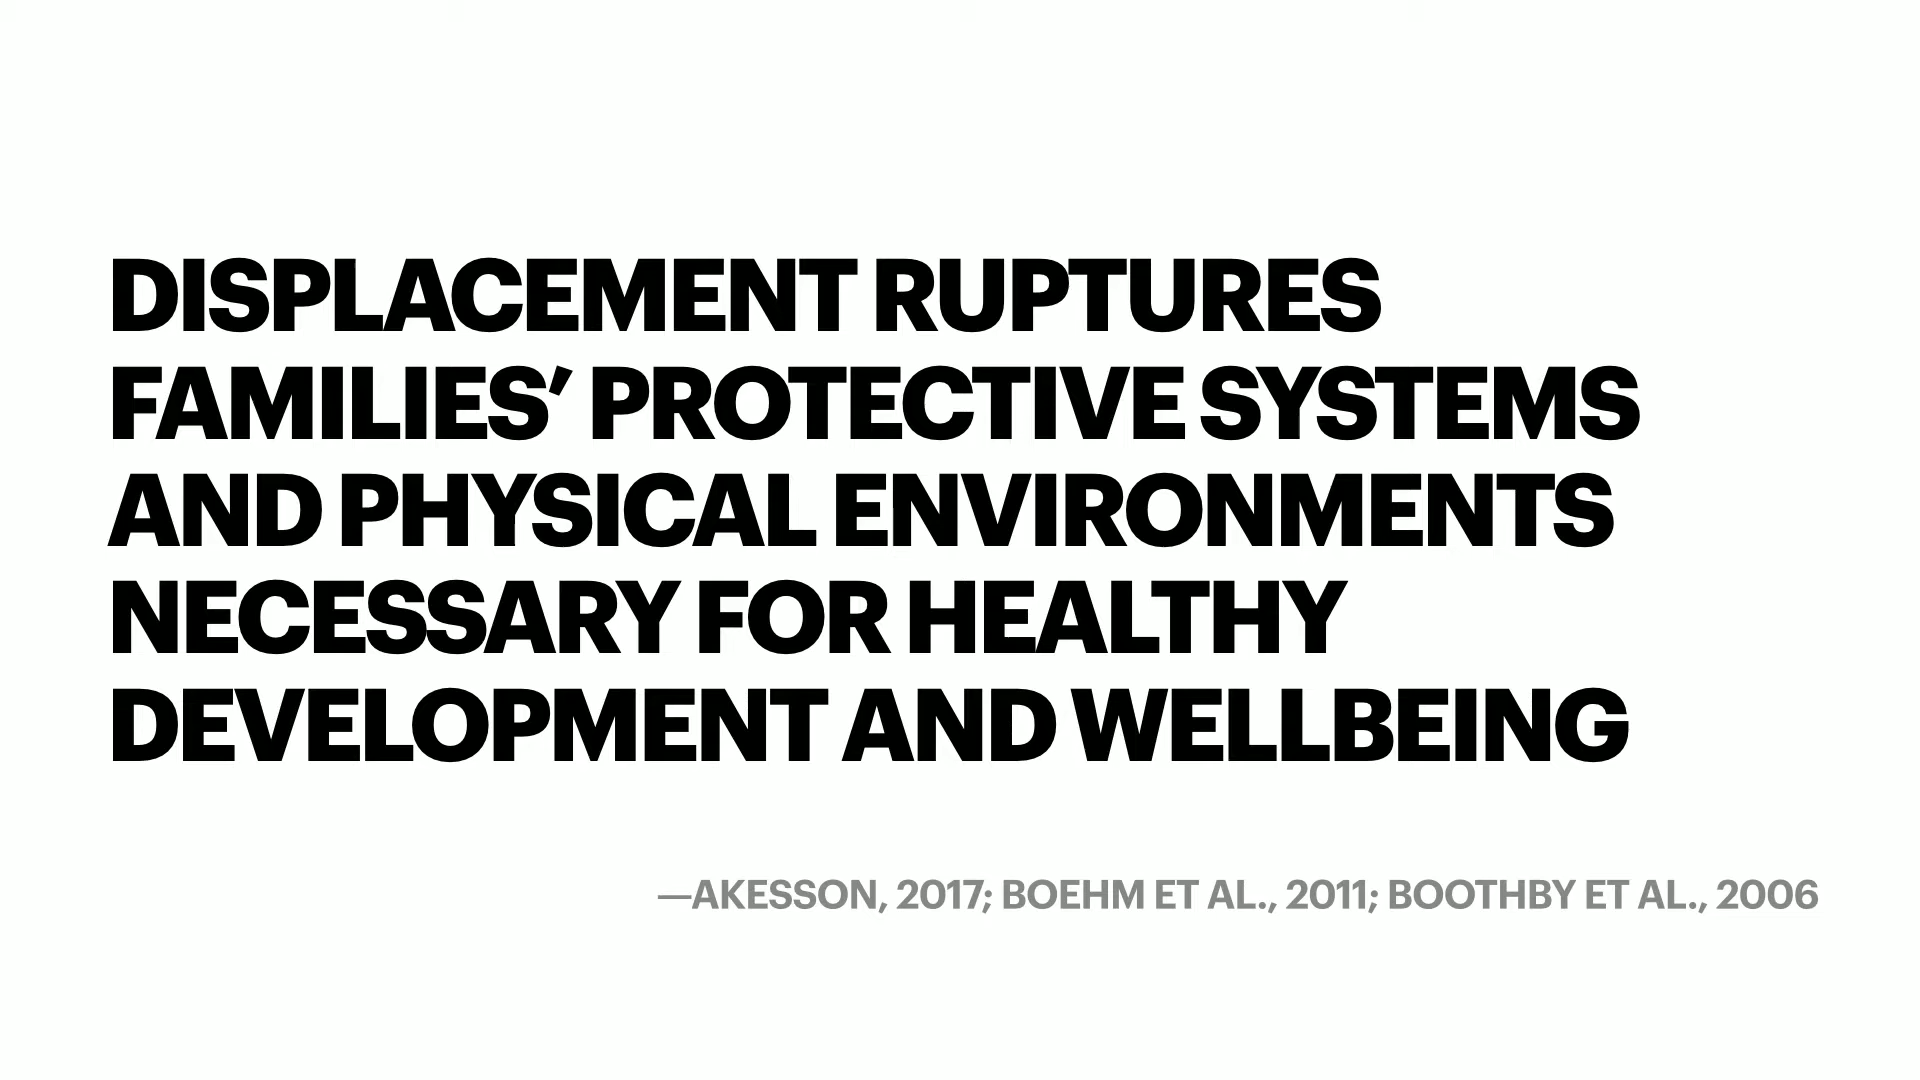 DISPLACEMENT RUPTURES
FAMILIES’ PROTECTIVE SYSTEMS
AND PHYSICAL ENVIRONMENTS
NECESSARY FOR HEALTHY
DEVELOPMENT AND WELLBEING
—AKESSON, 2017; BOEHM ET AL., 2011; BOOTHBY ET AL., 2006